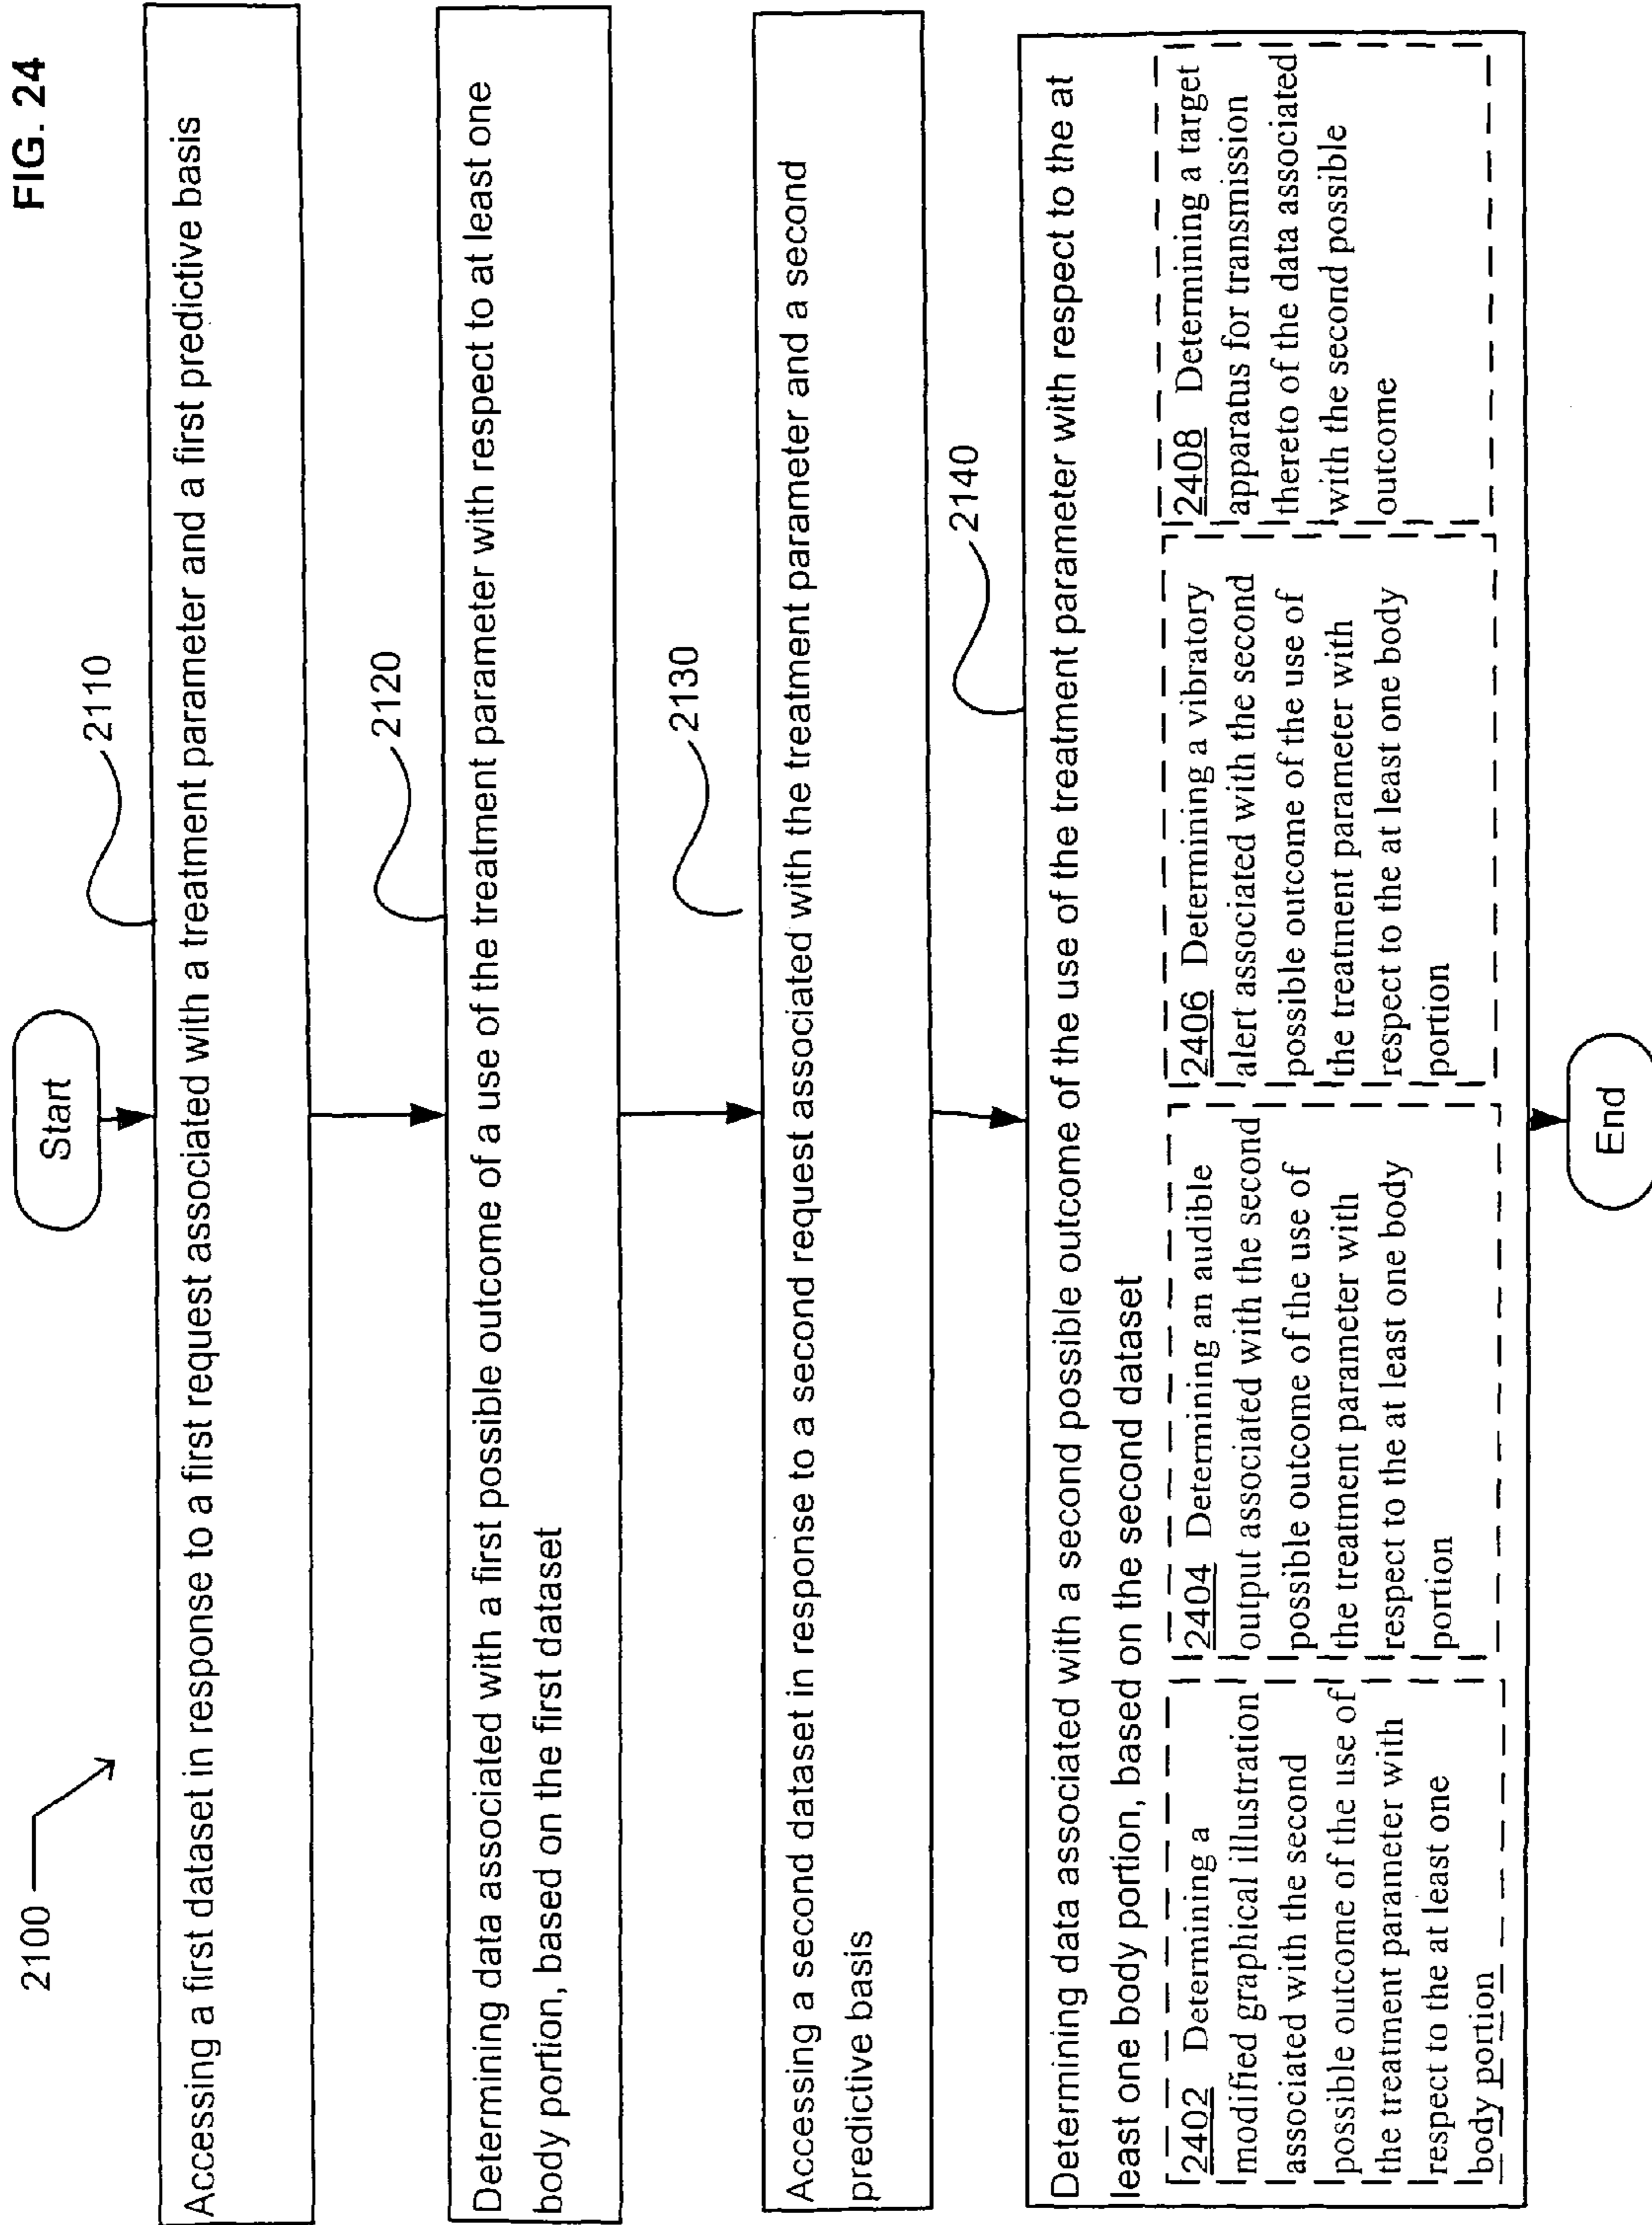 FIG. 24
2100
Start
2110
Accessing a first dataset in response to a first request associated with a treatment parameter and a first predictive basis
2120
Determining data associated with a first possible outcome of a use of the treatment parameter with respect to at least one
body portion, based on the first dataset
2130
Accessing a second dataset in response to a second request associated with the treatment parameter and a second
predictive basis
2140
Determining data associated with a second possible outcome of the use of the treatment parameter with respect to the at
least one body portion, based on the second dataset
2402 Determining a
modified graphical illustration
associated with the second
possible outcome of the use of
the treatment parameter with
respect to the at least one
body portion
2404 Determining an audible
output associated with the second
possible outcome of the use of
the treatment parameter with
respect to the at least one body
portion
2406 Determining a vibratory
alert associated with the second
possible outcome of the use of
the treatment parameter with
respect to the at least one body
portion
2408 Determining a target
apparatus for transmission
thereto of the data associated
with the second possible
outcome
End